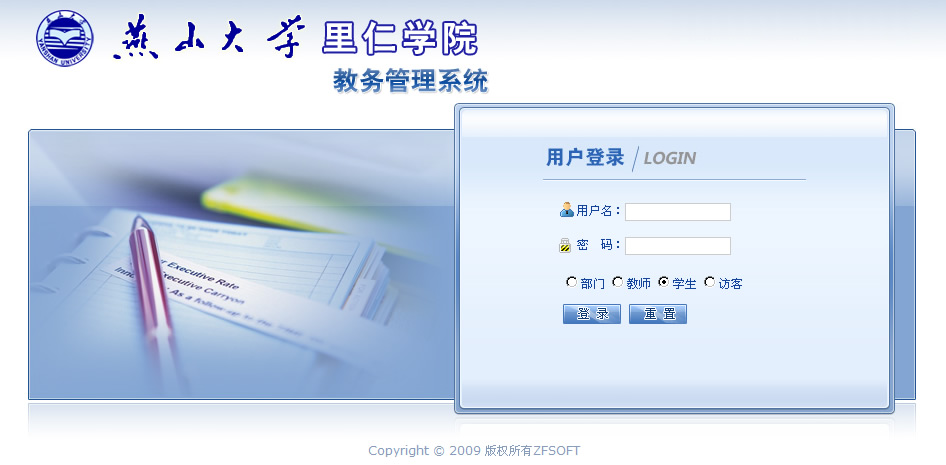 YANSHAN UNIVERSITY
燕山大学 里仁学院
教务管理系统
用户登录 / LOGIN
用户名：
密 码：
部门 教师 学生 访客
登 录 重 置
r Executive Rate
Executive Carryon
As a follow up to the
Copyright © 2009 版权所有ZFSOFT